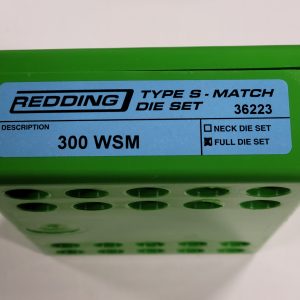 REDDING
TYPE S - MATCH
DIE SET 36223
DESCRIPTION
300 WSM
NECK DIE SET
FULL DIE SET